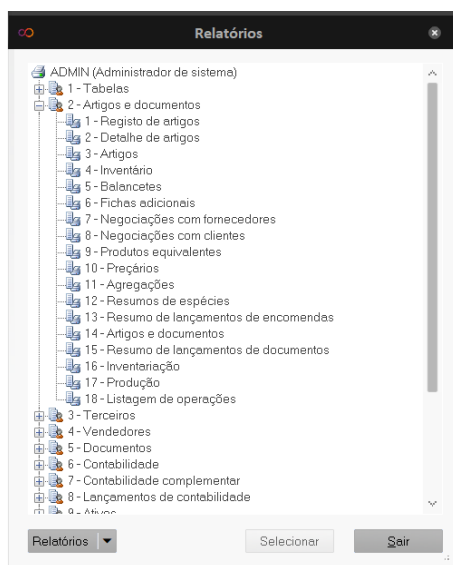 Relatórios
ADMIN (Administrador de sistema)
1 - Tabelas
2 - Artigos e documentos
1 - Registo de artigos
2 - Detalhe de artigos
3 - Artigos
4 - Inventário
5 - Balancetes
6 - Fichas adicionais
7 - Negociações com fornecedores
8 - Negociações com clientes
9 - Produtos equivalentes
10 - Preçários
11 - Agregações
12 - Resumos de espécies
13 - Resumo de lançamentos de encomendas
14 - Artigos e documentos
15 - Resumo de lançamentos de documentos
16 - Inventariação
17 - Produção
18 - Listagem de operações
3 - Terceiros
4 - Vendedores
5 - Documentos
6 - Contabilidade
7 - Contabilidade complementar
8 - Lançamentos de contabilidade
9 - Ativos
Relatórios
Selecionar
Sair